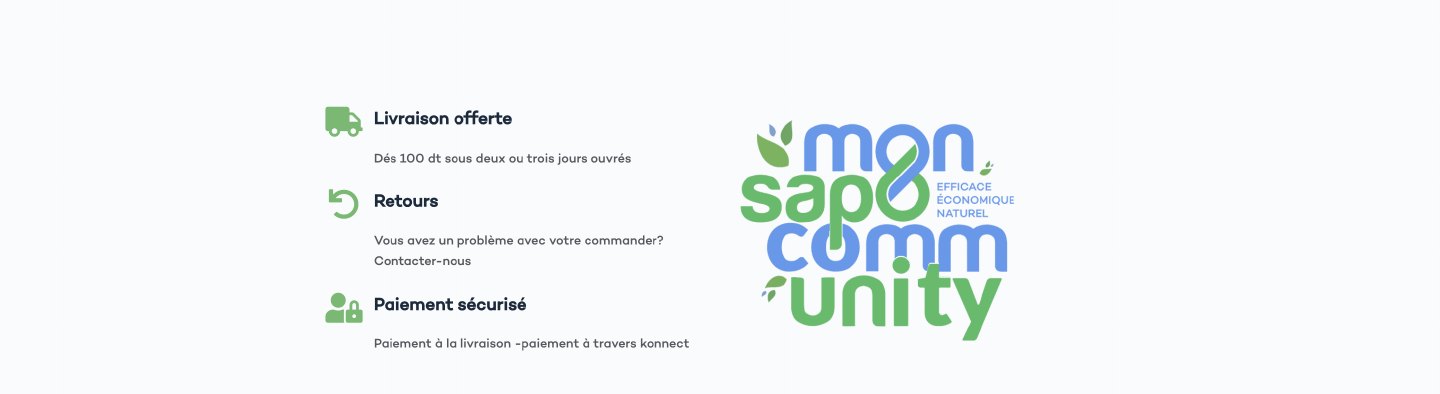 Livraison offerte
Dés 100 dt sous deux ou trois jours ouvrés
Retours
Vous avez un problème avec votre commander?
Contacter-nous
Paiement sécurisé
Paiement à la livraison -paiement à travers konnect
mon
sapo
EFFICACE
ÉCONOMIQUE
NATUREL
comm
unity